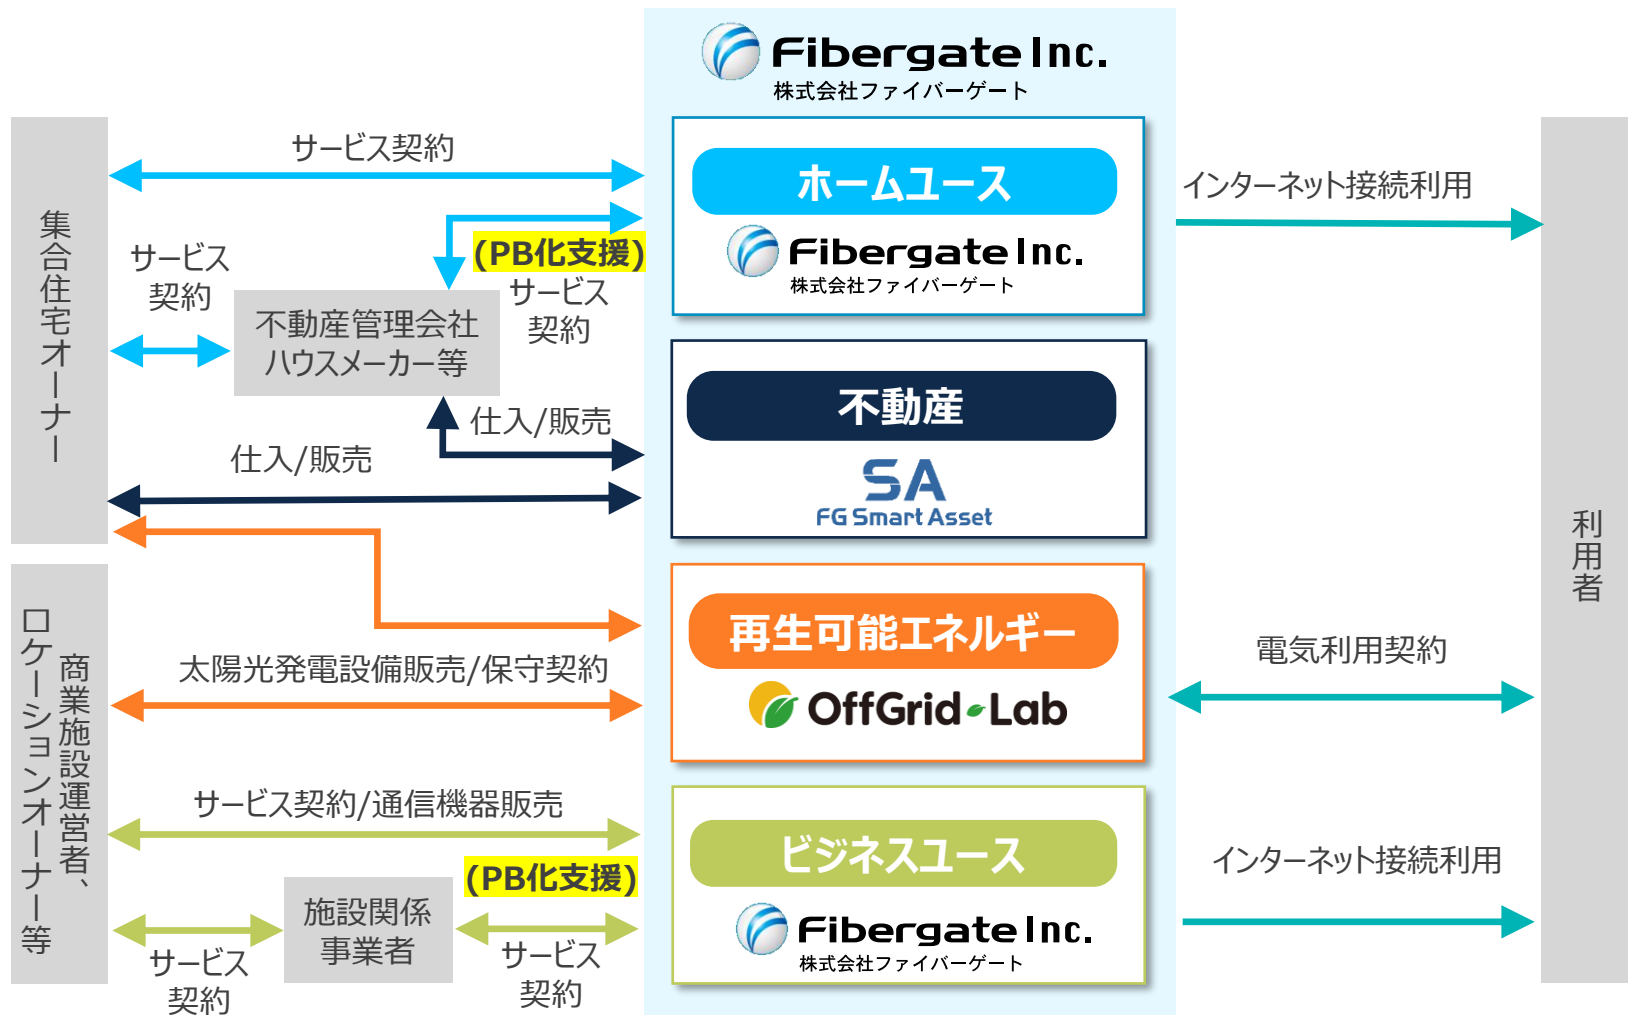 Fibergate Inc.
株式会社ファイバーゲート
集合住宅オーナー
サービス契約
ホームユース
Fibergate Inc.
株式会社ファイバーゲート
インターネット接続利用
サービス
契約
(PB化支援)
サービス
契約
不動産管理会社
ハウスメーカー等
仕入/販売
仕入/販売
不動産
SA
FG Smart Asset
利用者
商業施設運営者、
ロケーションオーナー等
再生可能エネルギー
OffGrid Lab
太陽光発電設備販売/保守契約
電気利用契約
サービス契約/通信機器販売
ビジネスユース
Fibergate Inc.
株式会社ファイバーゲート
インターネット接続利用
(PB化支援)
施設関係
事業者
サービス
契約
サービス
契約